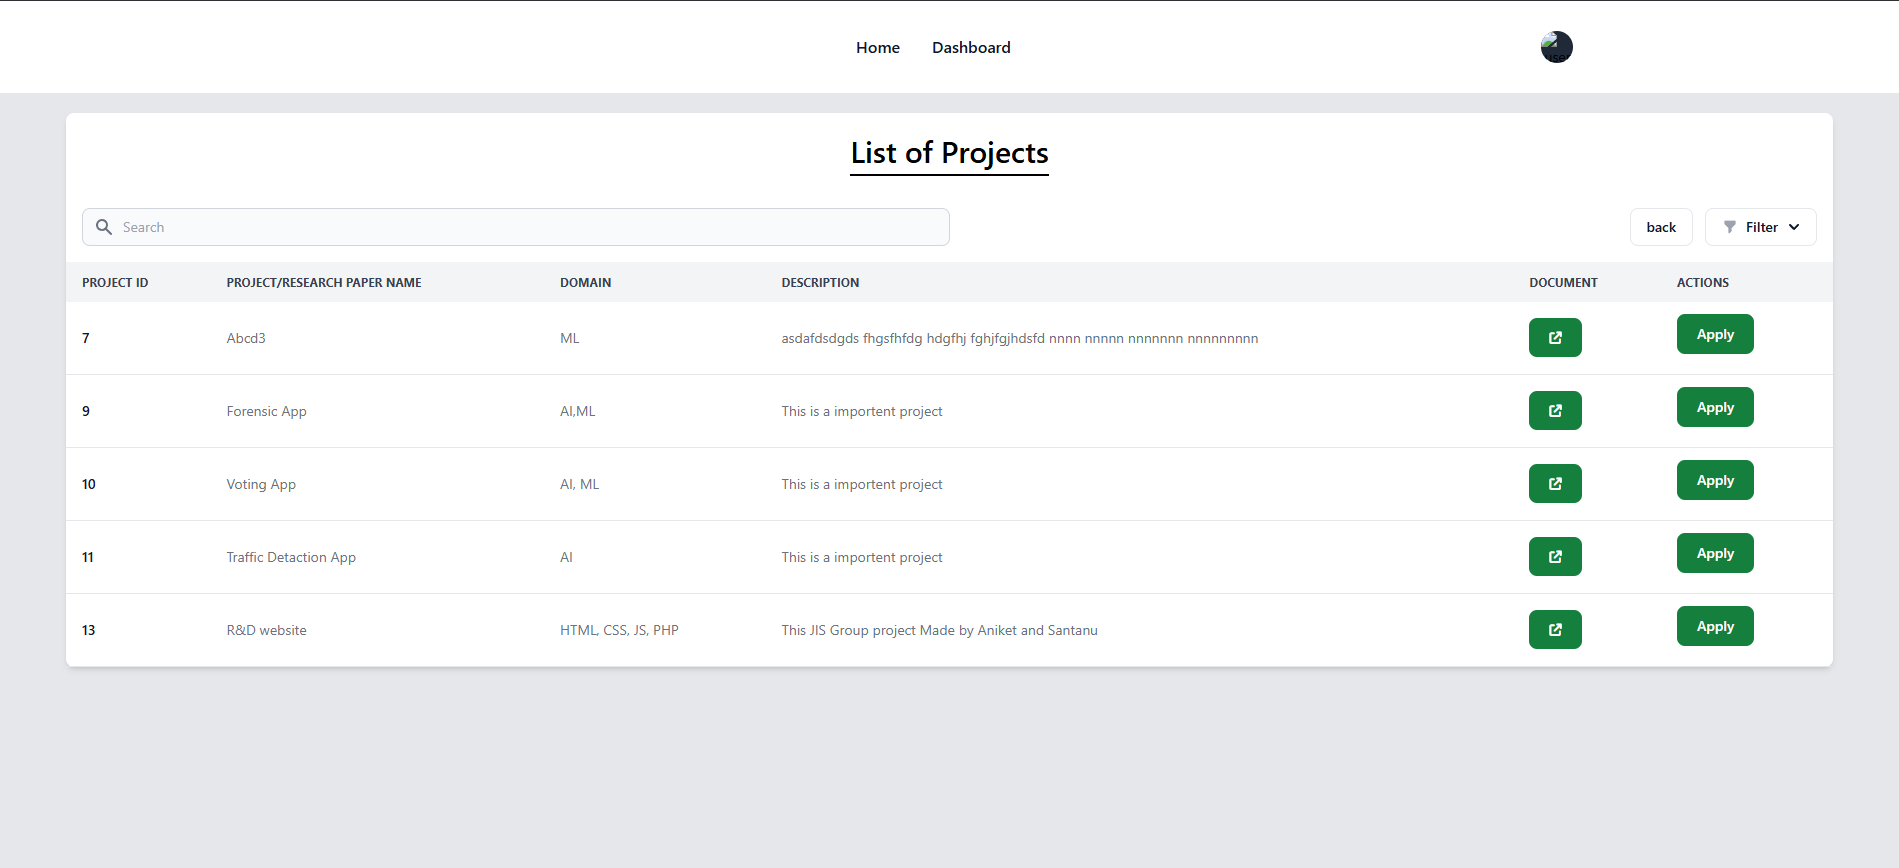 Home Dashboard
List of Projects
Search back Filter
PROJECT ID PROJECT/RESEARCH PAPER NAME DOMAIN DESCRIPTION DOCUMENT ACTIONS
7 Abcd3 ML asdafdsdgds fhgsfhfdg hdgfhj fghjfgjhdsfd nnnn nnnnn nnnnnnn nnnnnnnnn Apply
9 Forensic App AI,ML This is a importent project Apply
10 Voting App AI, ML This is a importent project Apply
11 Traffic Detaction App AI This is a importent project Apply
13 R&D website HTML, CSS, JS, PHP This JIS Group project Made by Aniket and Santanu Apply